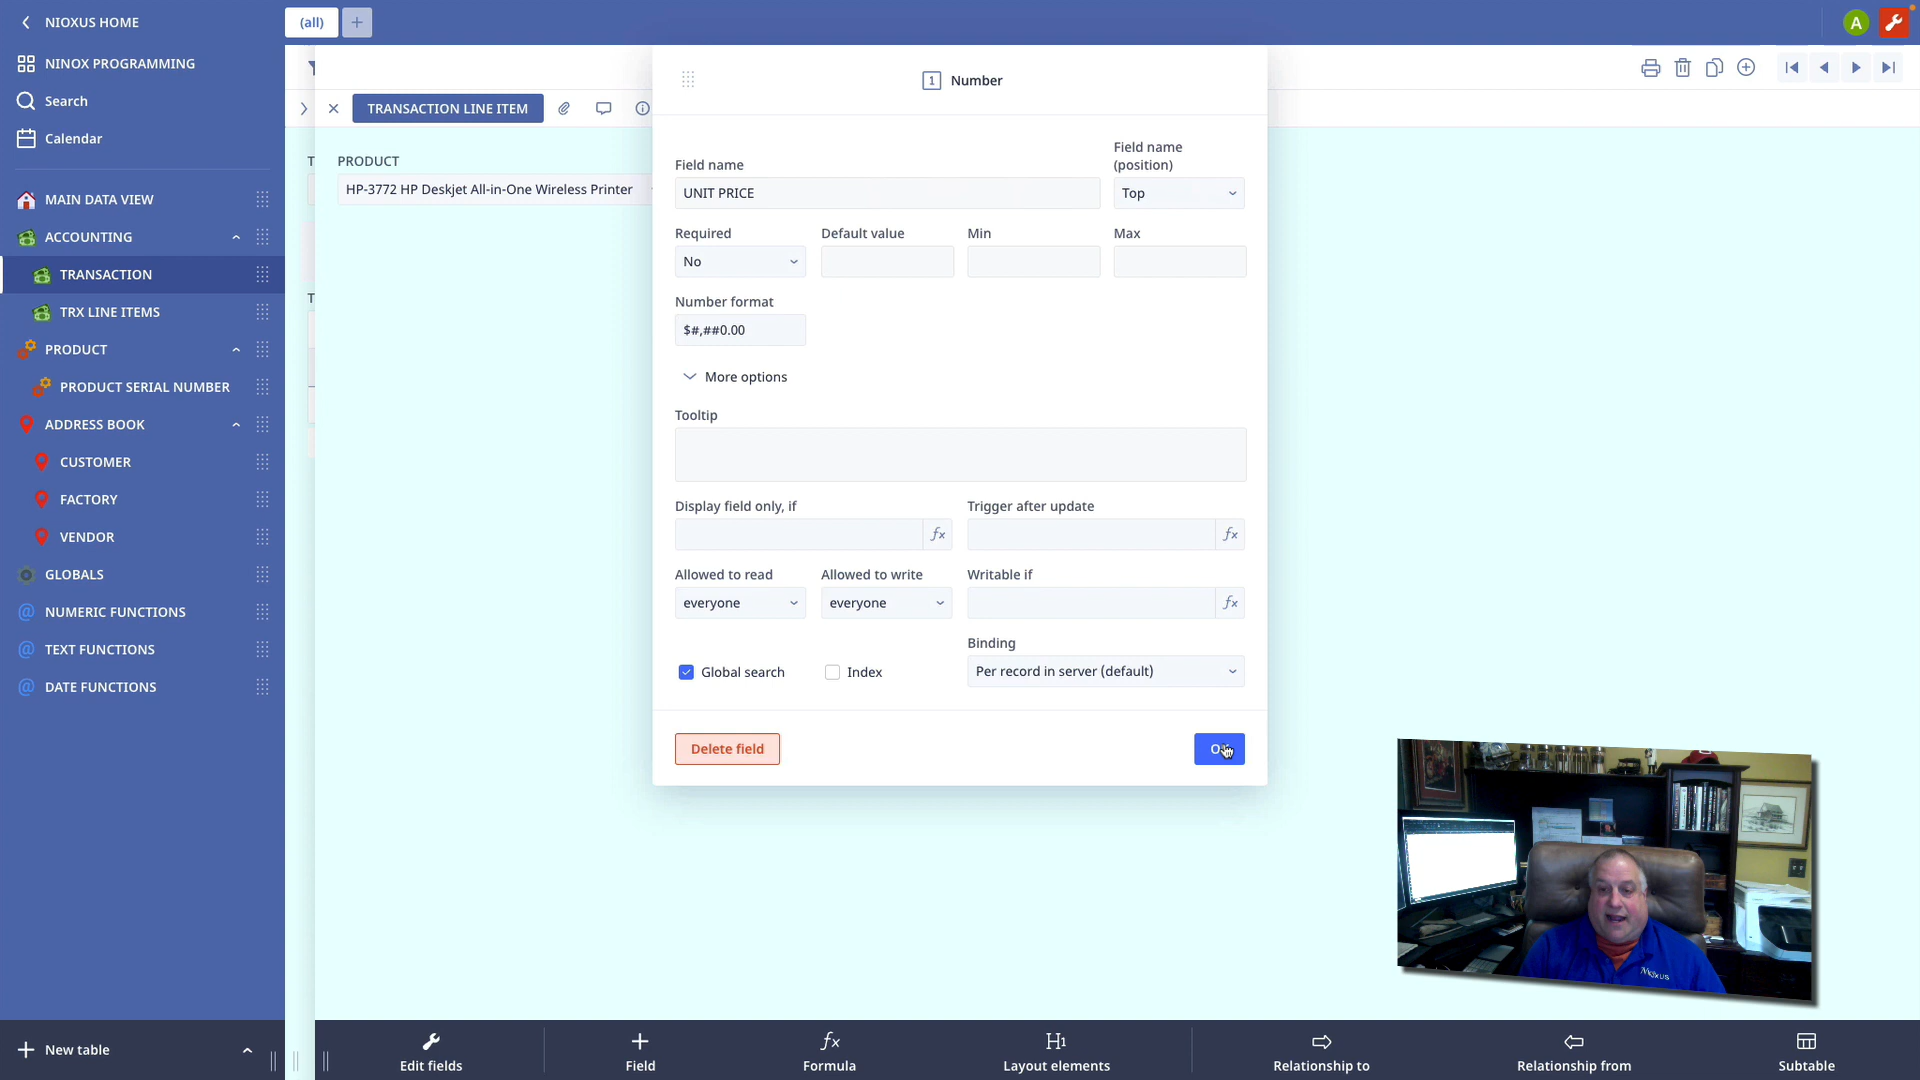 NIOXUS HOME
(all)
A
NINOX PROGRAMMING
Search
Calendar
MAIN DATA VIEW
ACCOUNTING
TRANSACTION
TRX LINE ITEMS
PRODUCT
PRODUCT SERIAL NUMBER
ADDRESS BOOK
CUSTOMER
FACTORY
VENDOR
GLOBALS
NUMERIC FUNCTIONS
TEXT FUNCTIONS
DATE FUNCTIONS
New table
TRANSACTION LINE ITEM
PRODUCT
HP-3772 HP Deskjet All-in-One Wireless Printer
1 Number
Field name
Field name (position)
UNIT PRICE
Top
Required
Default value
Min
Max
No
Number format
$#,##0.00
More options
Tooltip
Display field only, if
Trigger after update
fx
fx
Allowed to read
Allowed to write
Writable if
everyone
everyone
fx
Binding
Global search
Index
Per record in server (default)
Delete field
Edit fields
Field
fx
Formula
H1
Layout elements
Relationship to
Relationship from
Subtable